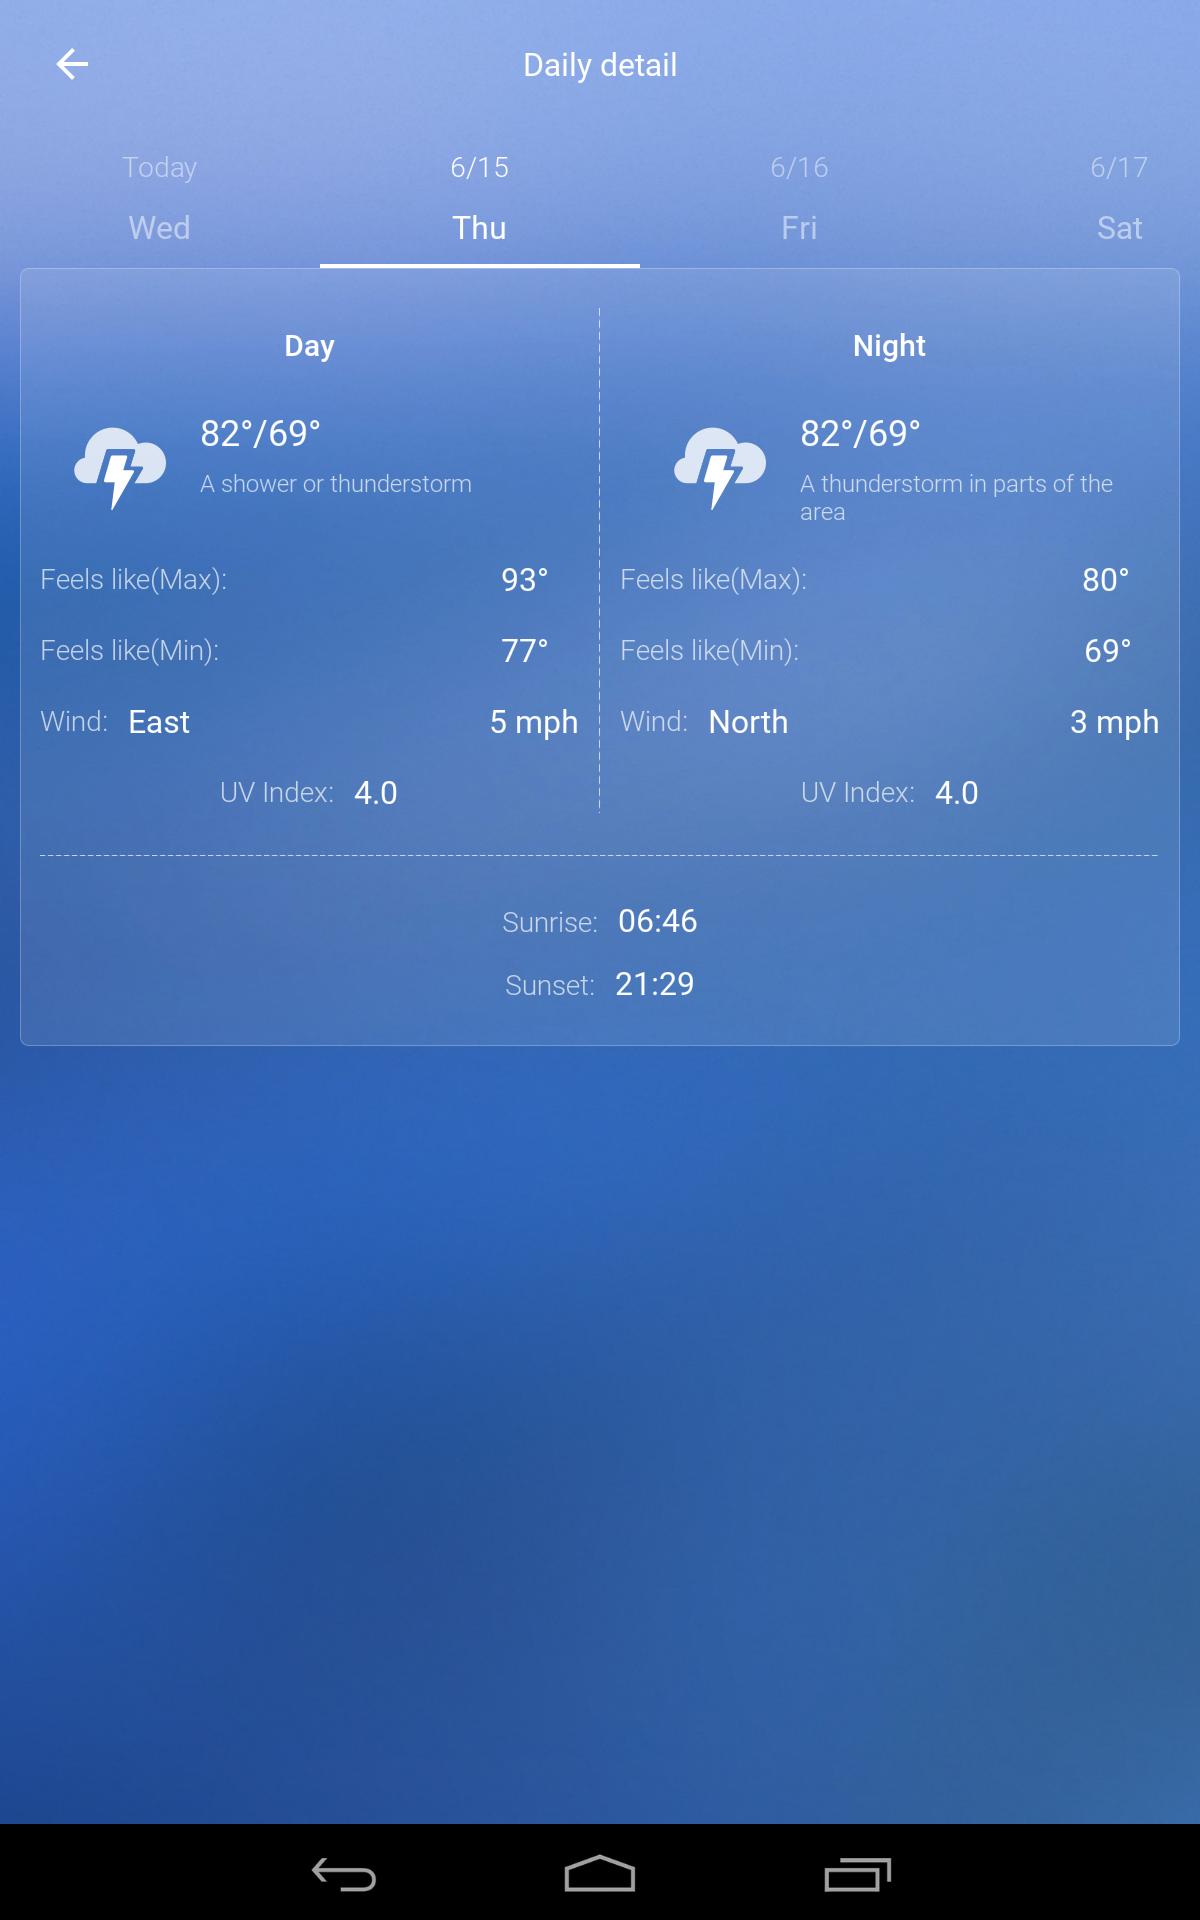 Daily detail
Today 6/15 6/16 6/17
Wed Thu Fri Sat
Day
82°/69°
A shower or thunderstorm
Feels like(Max): 93°
Feels like(Min): 77°
Wind: East 5 mph
UV Index: 4.0
Night
82°/69°
A thunderstorm in parts of the
area
Feels like(Max): 80°
Feels like(Min): 69°
Wind: North 3 mph
UV Index: 4.0
Sunrise: 06:46
Sunset: 21:29